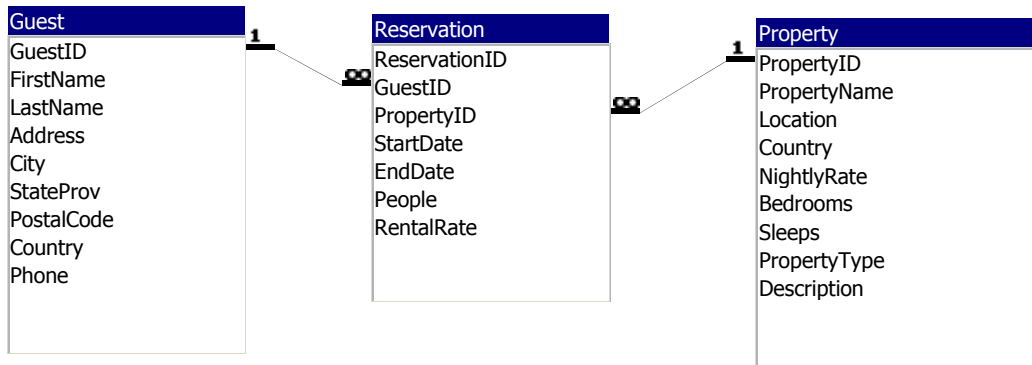 Guest
GuestID
FirstName
LastName
Address
City
StateProv
PostalCode
Country
Phone
1
∞
Reservation
ReservationID
GuestID
PropertyID
StartDate
EndDate
People
RentalRate
∞
1
Property
PropertyID
PropertyName
Location
Country
NightlyRate
Bedrooms
Sleeps
PropertyType
Description